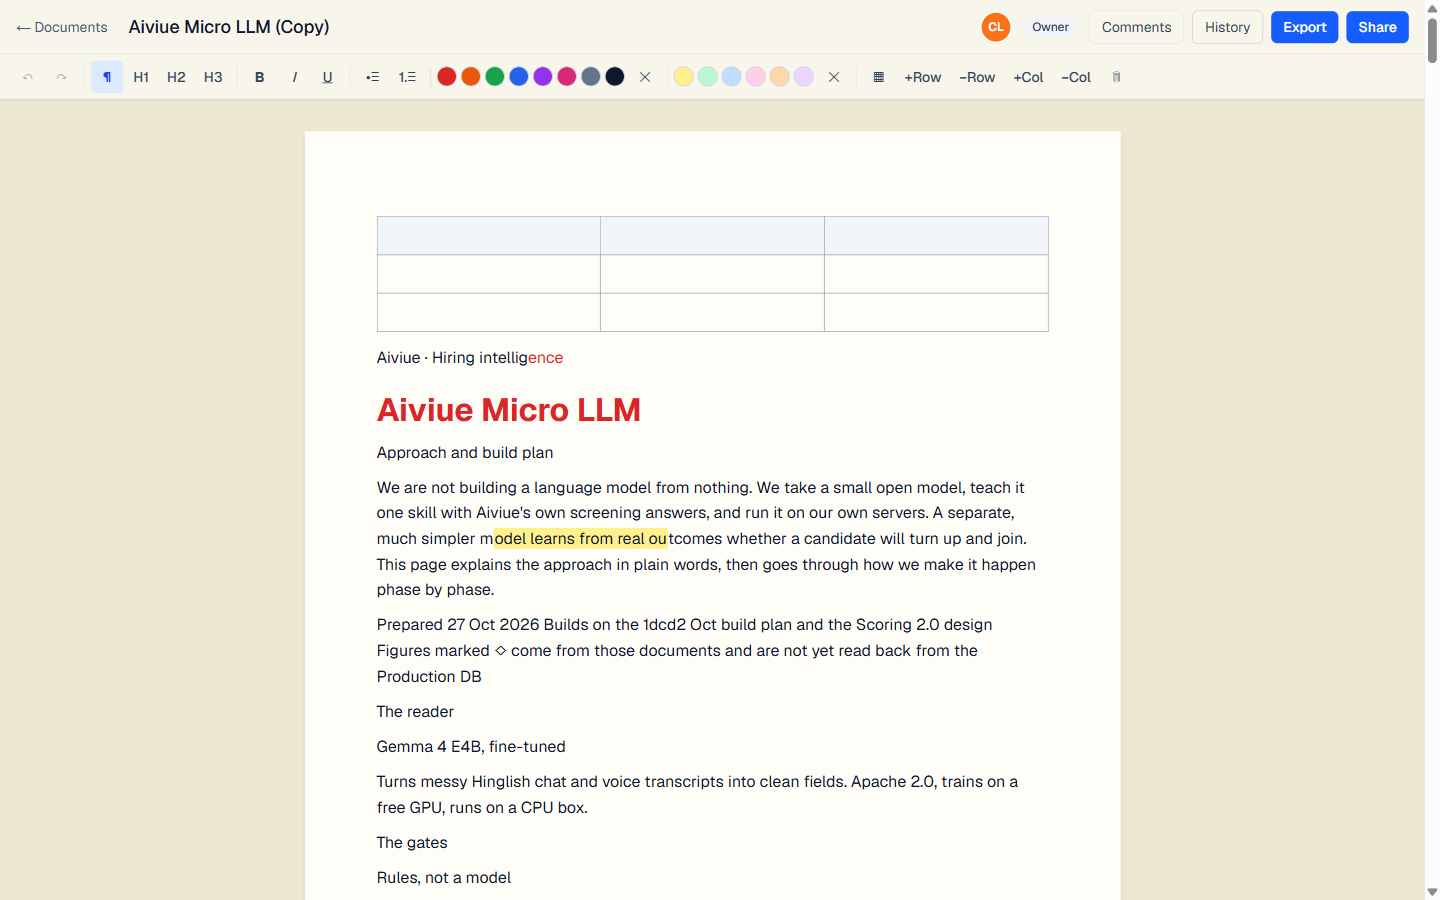 ← Documents
Aiviue Micro LLM (Copy)
CL
Owner
Comments
History
Export
Share
¶ H1 H2 H3 B I U 1. +Row −Row +Col −Col
Aiviue · Hiring intelligence
Aiviue Micro LLM
Approach and build plan
We are not building a language model from nothing. We take a small open model, teach it
one skill with Aiviue's own screening answers, and run it on our own servers. A separate,
much simpler model learns from real outcomes whether a candidate will turn up and join.
This page explains the approach in plain words, then goes through how we make it happen
phase by phase.
Prepared 27 Oct 2026 Builds on the 1dcd2 Oct build plan and the Scoring 2.0 design
Figures marked ◇ come from those documents and are not yet read back from the
Production DB
The reader
Gemma 4 E4B, fine-tuned
Turns messy Hinglish chat and voice transcripts into clean fields. Apache 2.0, trains on a
free GPU, runs on a CPU box.
The gates
Rules, not a model